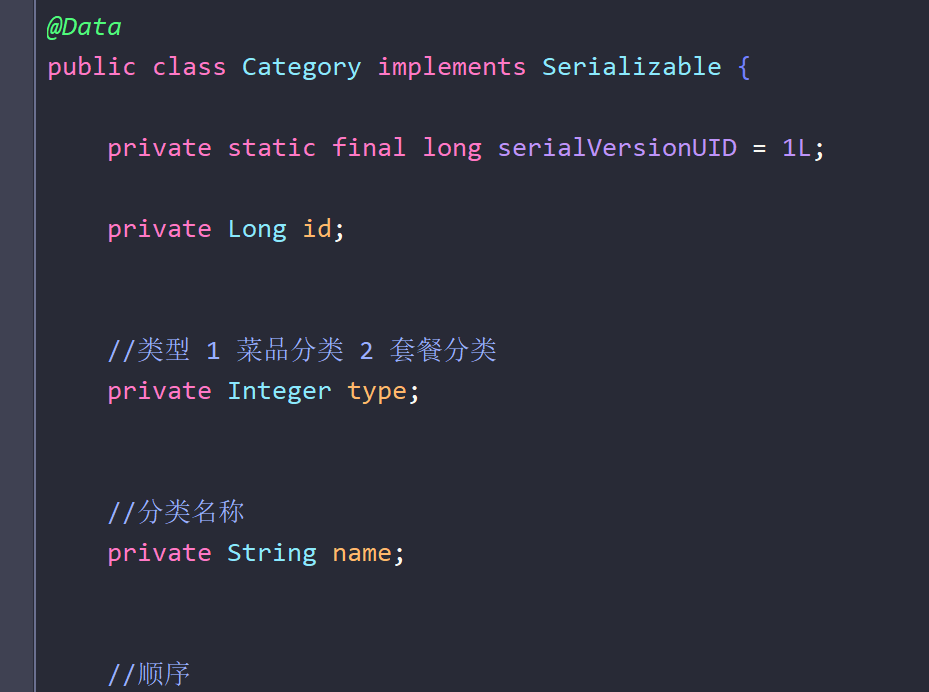 @Data
public class Category implements Serializable {
private static final long serialVersionUID = 1L;
private Long id;
//类型 1 菜品分类 2 套餐分类
private Integer type;
//分类名称
private String name;
//顺序